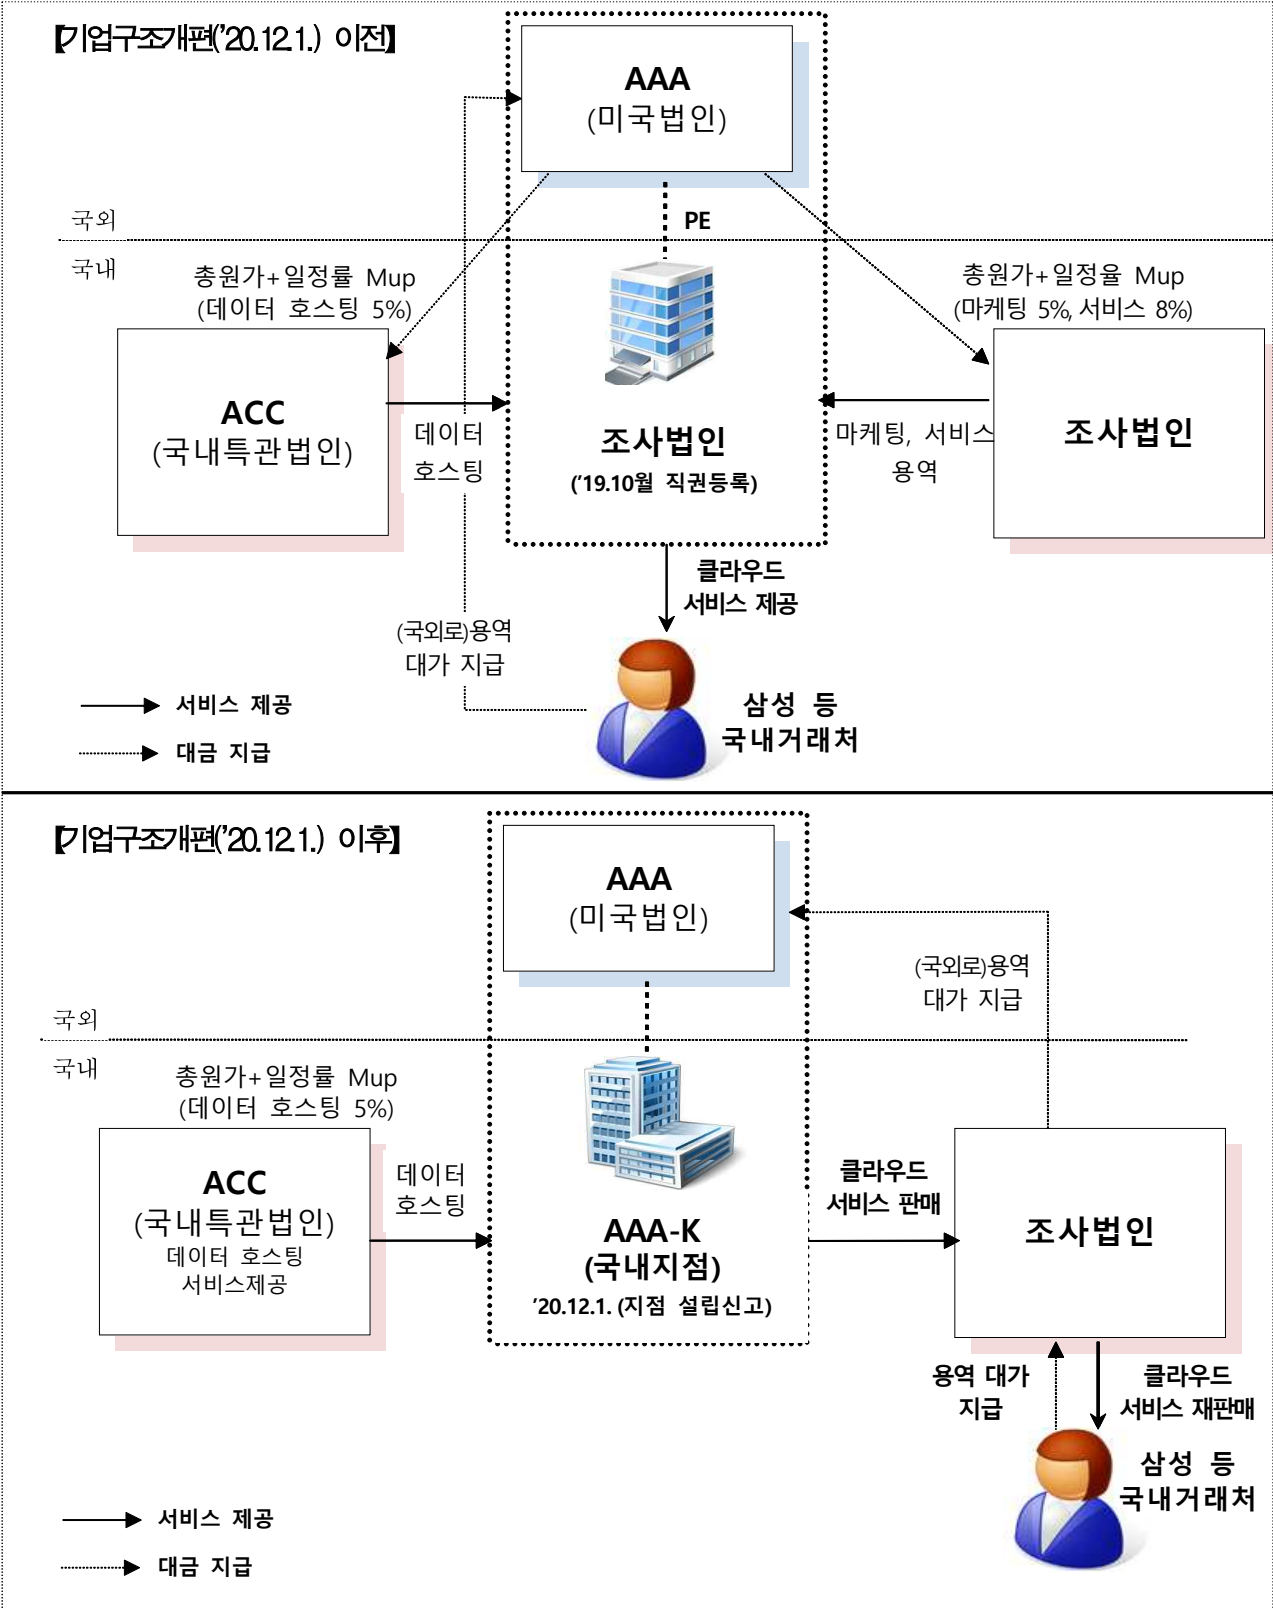 【기업구조개편('20.12.1.) 이전】
AAA
(미국법인)
PE
국외
국내
총원가+일정률 Mup
(데이터 호스팅 5%)
총원가+일정율 Mup
(마케팅 5%, 서비스 8%)
ACC
(국내특관법인)
데이터
호스팅
조사법인
('19.10월 직권등록)
마케팅, 서비스
용역
조사법인
클라우드
서비스 제공
(국외로)용역
대가 지급
삼성 등
국내거래처
서비스 제공
대금 지급
【기업구조개편('20.12.1.) 이후】
AAA
(미국법인)
(국외로)용역
대가 지급
국외
국내
총원가+일정률 Mup
(데이터 호스팅 5%)
ACC
(국내특관법인)
데이터 호스팅
서비스제공
데이터
호스팅
AAA-K
(국내지점)
'20.12.1. (지점 설립신고)
클라우드
서비스 판매
조사법인
용역 대가
지급
클라우드
서비스 재판매
삼성 등
국내거래처
서비스 제공
대금 지급